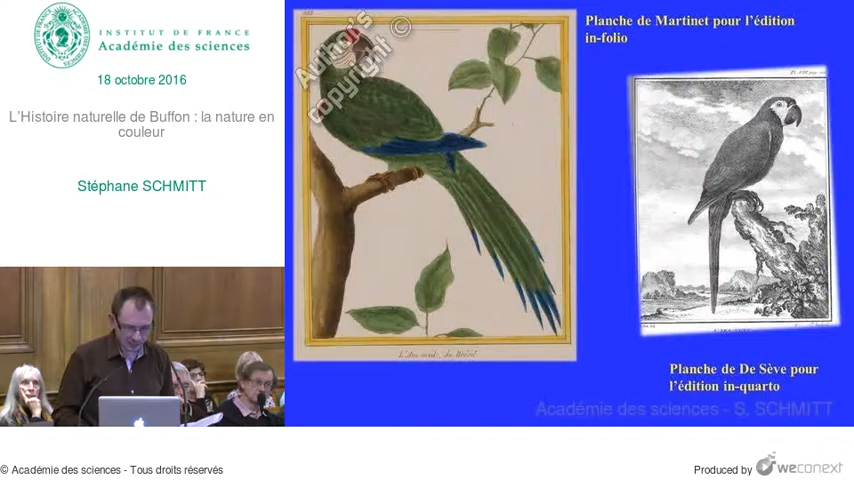 INSTITUT DE FRANCE
Académie des sciences
18 octobre 2016
L'Histoire naturelle de Buffon : la nature en
couleur
Stéphane SCHMITT
Author's
copyright ©
Planche de Martinet pour l'édition
in-folio
Planche de De Sève pour
l'édition in-quarto
Académie des sciences - S. SCHMITT
© Académie des sciences - Tous droits réservés
Produced by weconext